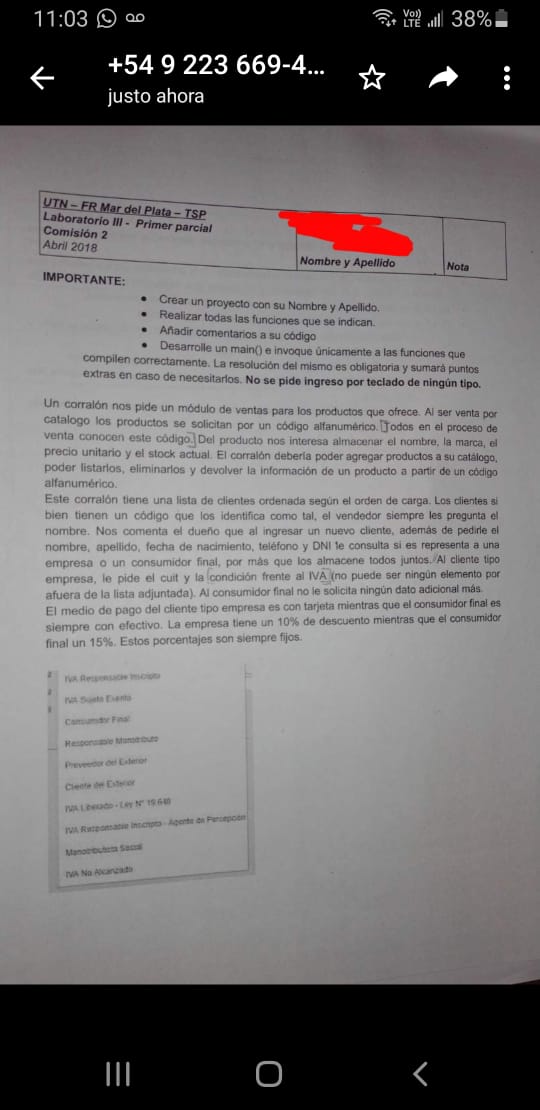 11:03
Vo))
LTE
38%
+54 9 223 669-4...
justo ahora
UTN – FR Mar del Plata – TSP
Laboratorio III - Primer parcial
Comisión 2
Abril 2018
Nombre y Apellido
Nota
IMPORTANTE:
• Crear un proyecto con su Nombre y Apellido.
• Realizar todas las funciones que se indican.
• Añadir comentarios a su código
• Desarrolle un main() e invoque únicamente a las funciones que
compilen correctamente. La resolución del mismo es obligatoria y sumará puntos
extras en caso de necesitarlos. No se pide ingreso por teclado de ningún tipo.
Un corralón nos pide un módulo de ventas para los productos que ofrece. Al ser venta por
catalogo los productos se solicitan por un código alfanumérico. Todos en el proceso de
venta conocen este código. Del producto nos interesa almacenar el nombre, la marca, el
precio unitario y el stock actual. El corralón debería poder agregar productos a su catálogo,
poder listarlos, eliminarlos y devolver la información de un producto a partir de un código
alfanumérico.
Este corralón tiene una lista de clientes ordenada según el orden de carga. Los clientes si
bien tienen un código que los identifica como tal, el vendedor siempre les pregunta el
nombre. Nos comenta el dueño que al ingresar un nuevo cliente, además de pedirle el
nombre, apellido, fecha de nacimiento, teléfono y DNI le consulta si es representa a una
empresa o un consumidor final, por más que los almacene todos juntos. Al cliente tipo
empresa, le pide el cuit y la condición frente al IVA (no puede ser ningún elemento por
afuera de la lista adjuntada). Al consumidor final no le solicita ningún dato adicional más.
El medio de pago del cliente tipo empresa es con tarjeta mientras que el consumidor final es
siempre con efectivo. La empresa tiene un 10% de descuento mientras que el consumidor
final un 15%. Estos porcentajes son siempre fijos.
IVA Responsable Inscripto
IVA Sujeto Exento
Consumidor Final
Responsable Monotributo
Proveedor del Exterior
Cliente del Exterior
IVA Liberado - Ley Nº 19.640
IVA Responsable Inscripto - Agente de Percepción
Monotributista Social
IVA No Alcanzado